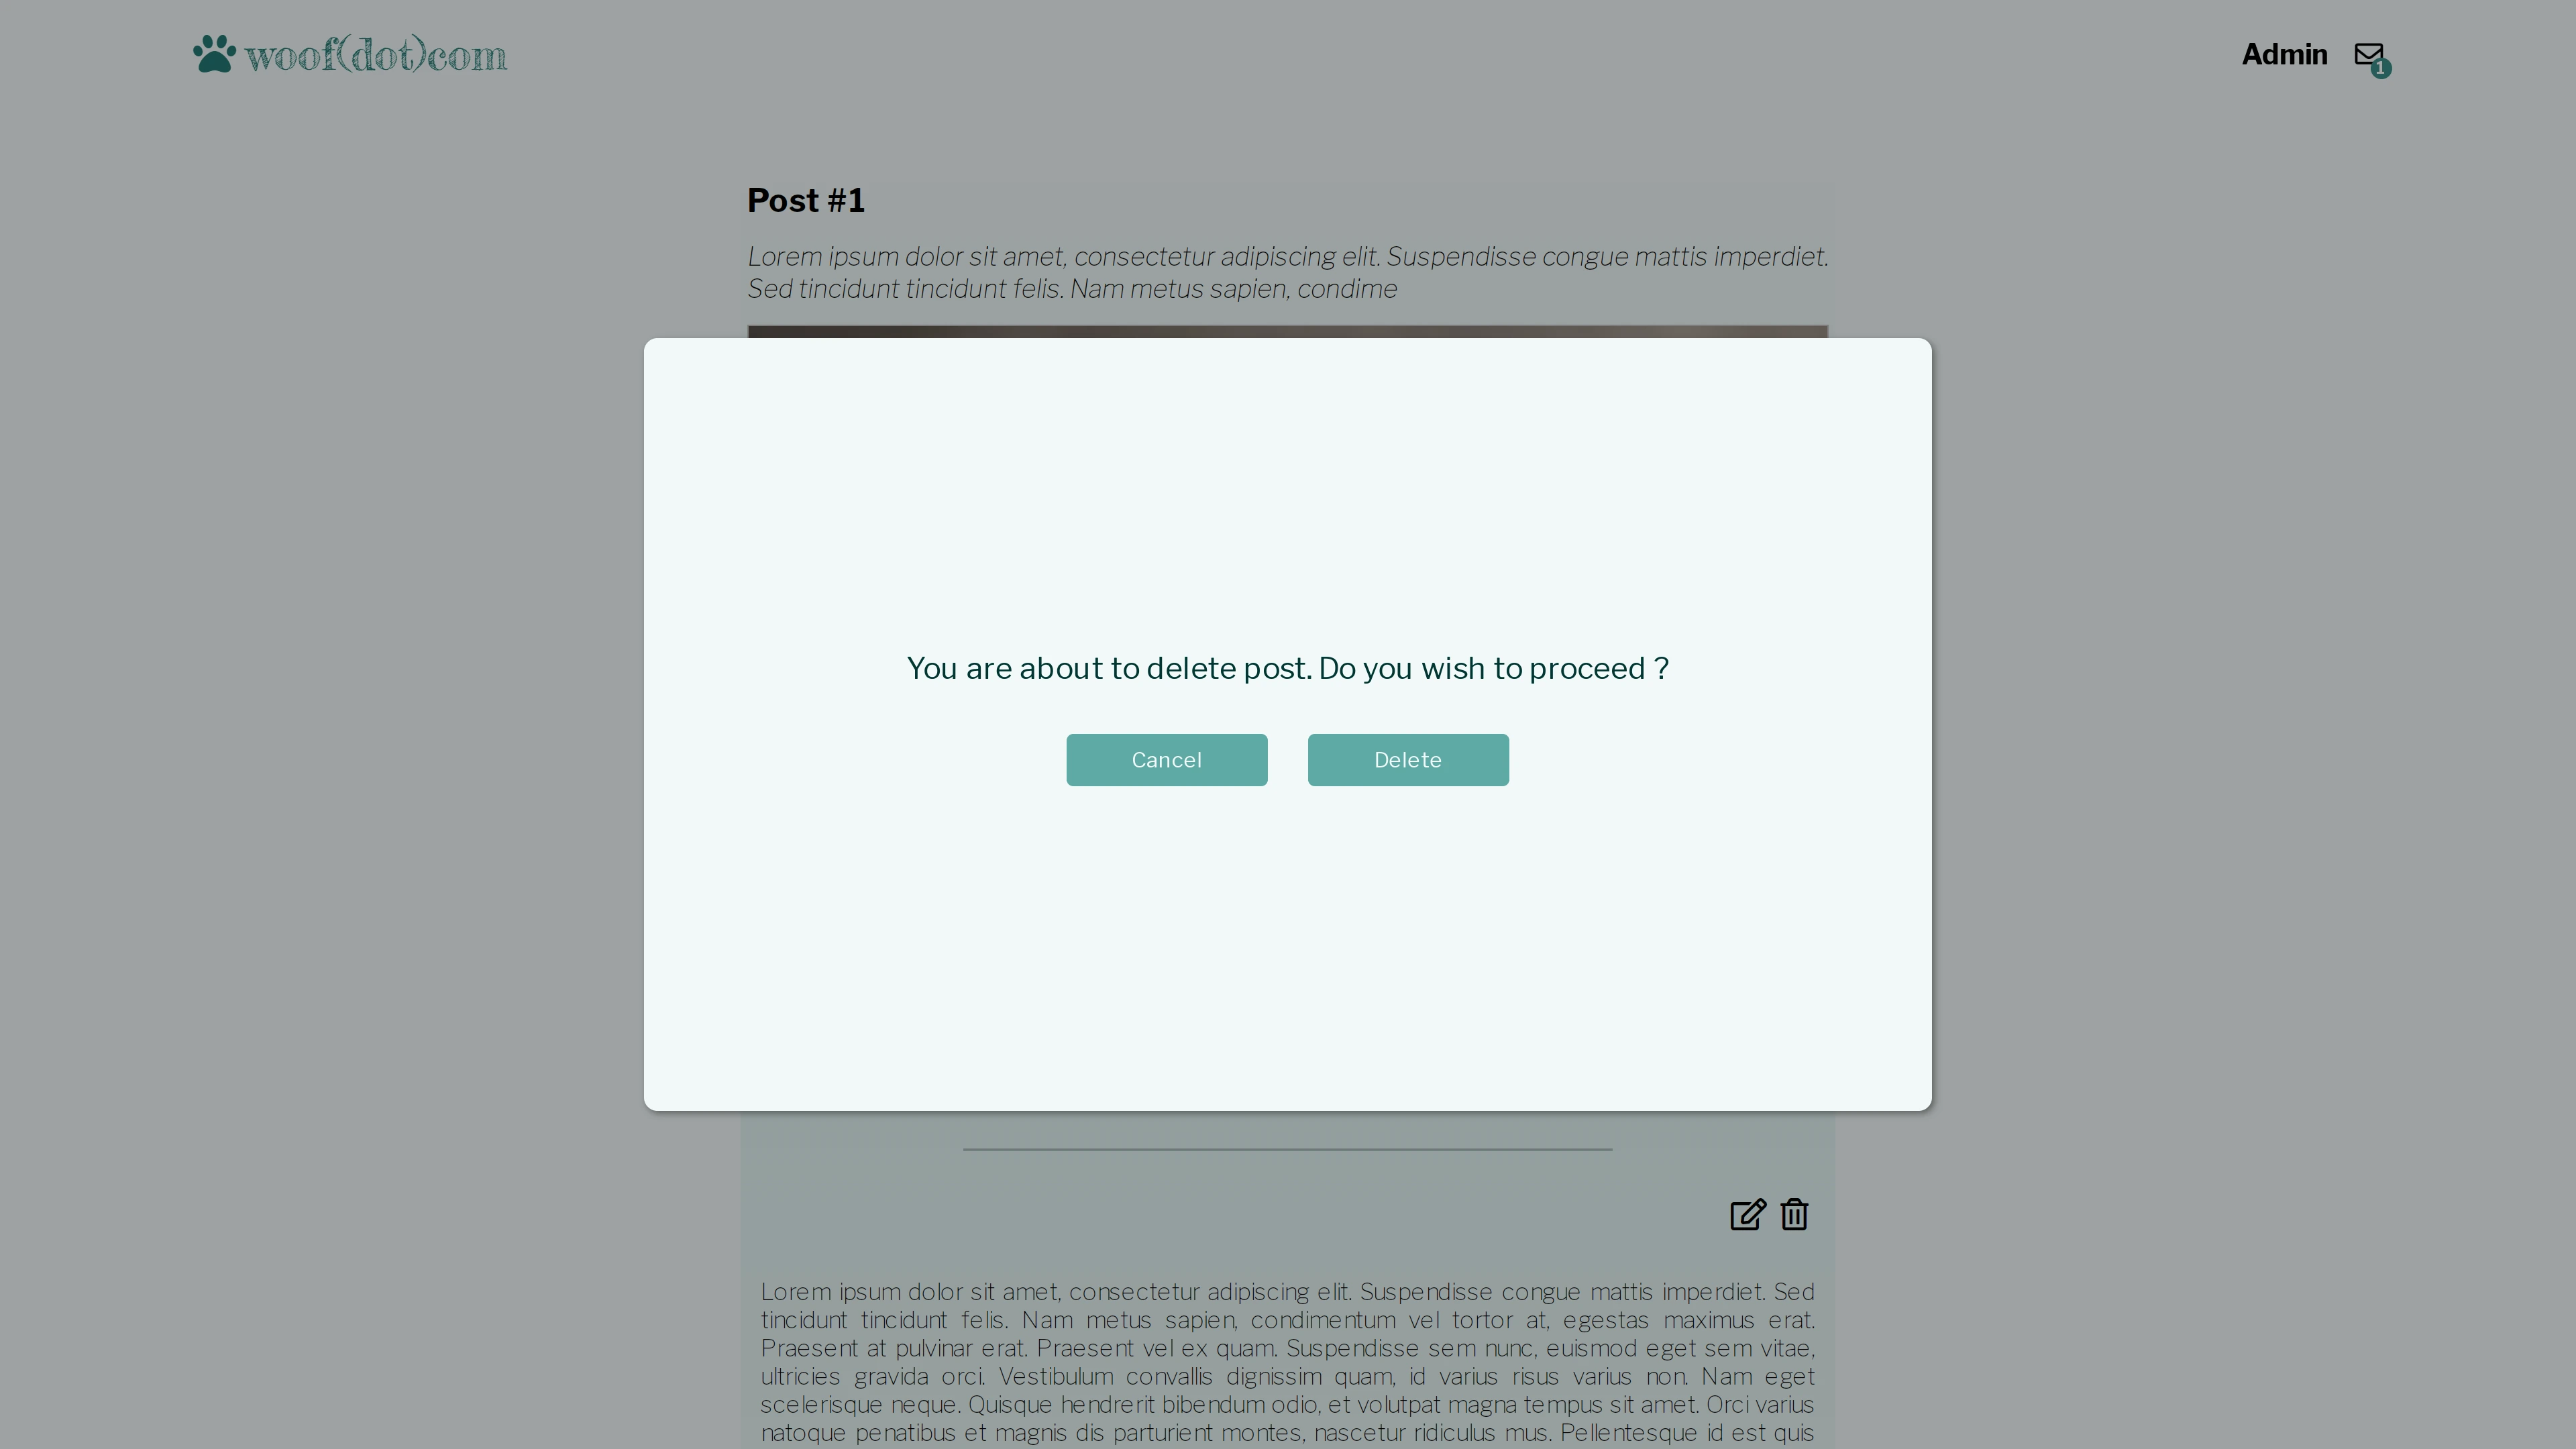 woof(dot)com
Admin
1
Post #1
Lorem ipsum dolor sit amet, consectetur adipiscing elit. Suspendisse congue mattis imperdiet.
Sed tincidunt tincidunt felis. Nam metus sapien, condime
You are about to delete post. Do you wish to proceed ?
Cancel
Delete
Lorem ipsum dolor sit amet, consectetur adipiscing elit. Suspendisse congue mattis imperdiet. Sed
tincidunt tincidunt felis. Nam metus sapien, condimentum vel tortor at, egestas maximus erat.
Praesent at pulvinar erat. Praesent vel ex quam. Suspendisse sem nunc, euismod eget sem vitae,
ultricies gravida orci. Vestibulum convallis dignissim quam, id varius risus varius non. Nam eget
scelerisque neque. Quisque hendrerit bibendum odio, et volutpat magna tempus sit amet. Orci varius
natoque penatibus et magnis dis parturient montes, nascetur ridiculus mus. Pellentesque id est quis